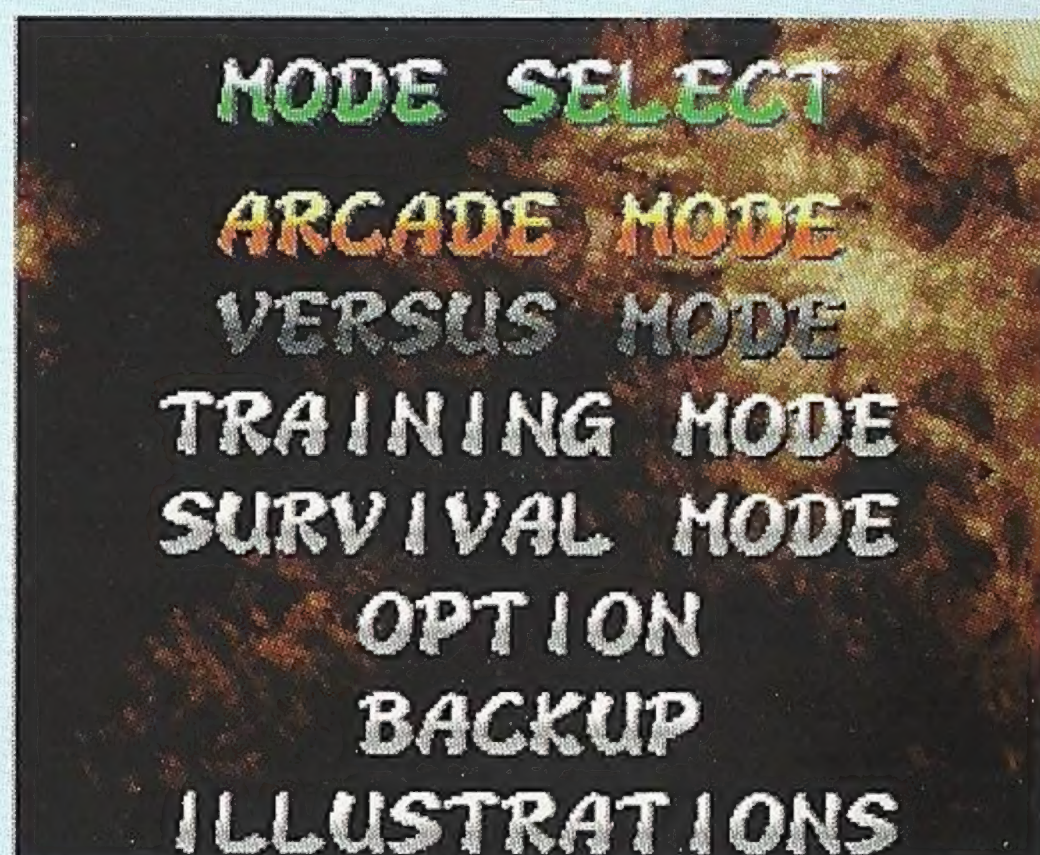 MODE SELECT
ARCADE MODE
VERSUS MODE
TRAINING MODE
SURVIVAL MODE
OPTION
BACKUP
ILLUSTRATIONS